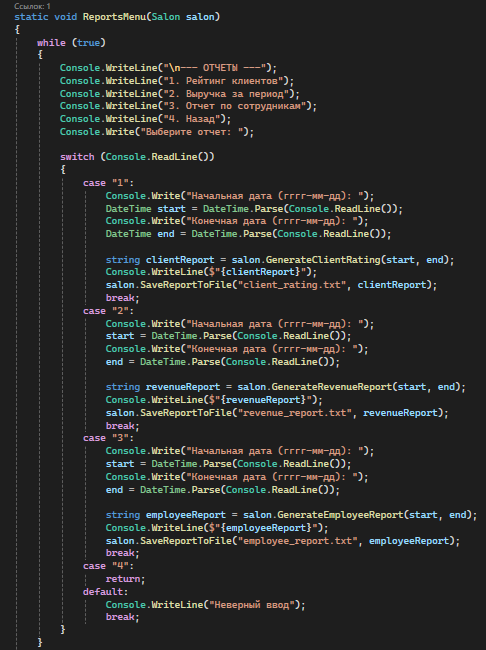 Ссылок: 1
static void ReportsMenu(Salon salon)
{
    while (true)
    {
        Console.WriteLine("\n--- ОТЧЕТЫ ---");
        Console.WriteLine("1. Рейтинг клиентов");
        Console.WriteLine("2. Выручка за период");
        Console.WriteLine("3. Отчет по сотрудникам");
        Console.WriteLine("4. Назад");
        Console.Write("Выберите отчет: ");

        switch (Console.ReadLine())
        {
            case "1":
                Console.Write("Начальная дата (гггг-мм-дд): ");
                DateTime start = DateTime.Parse(Console.ReadLine());
                Console.Write("Конечная дата (гггг-мм-дд): ");
                DateTime end = DateTime.Parse(Console.ReadLine());

                string clientReport = salon.GenerateClientRating(start, end);
                Console.WriteLine($"{clientReport}");
                salon.SaveReportToFile("client_rating.txt", clientReport);
                break;
            case "2":
                Console.Write("Начальная дата (гггг-мм-дд): ");
                start = DateTime.Parse(Console.ReadLine());
                Console.Write("Конечная дата (гггг-мм-дд): ");
                end = DateTime.Parse(Console.ReadLine());

                string revenueReport = salon.GenerateRevenueReport(start, end);
                Console.WriteLine($"{revenueReport}");
                salon.SaveReportToFile("revenue_report.txt", revenueReport);
                break;
            case "3":
                Console.Write("Начальная дата (гггг-мм-дд): ");
                start = DateTime.Parse(Console.ReadLine());
                Console.Write("Конечная дата (гггг-мм-дд): ");
                end = DateTime.Parse(Console.ReadLine());

                string employeeReport = salon.GenerateEmployeeReport(start, end);
                Console.WriteLine($"{employeeReport}");
                salon.SaveReportToFile("employee_report.txt", employeeReport);
                break;
            case "4":
                return;
            default:
                Console.WriteLine("Неверный ввод");
                break;
        }
    }